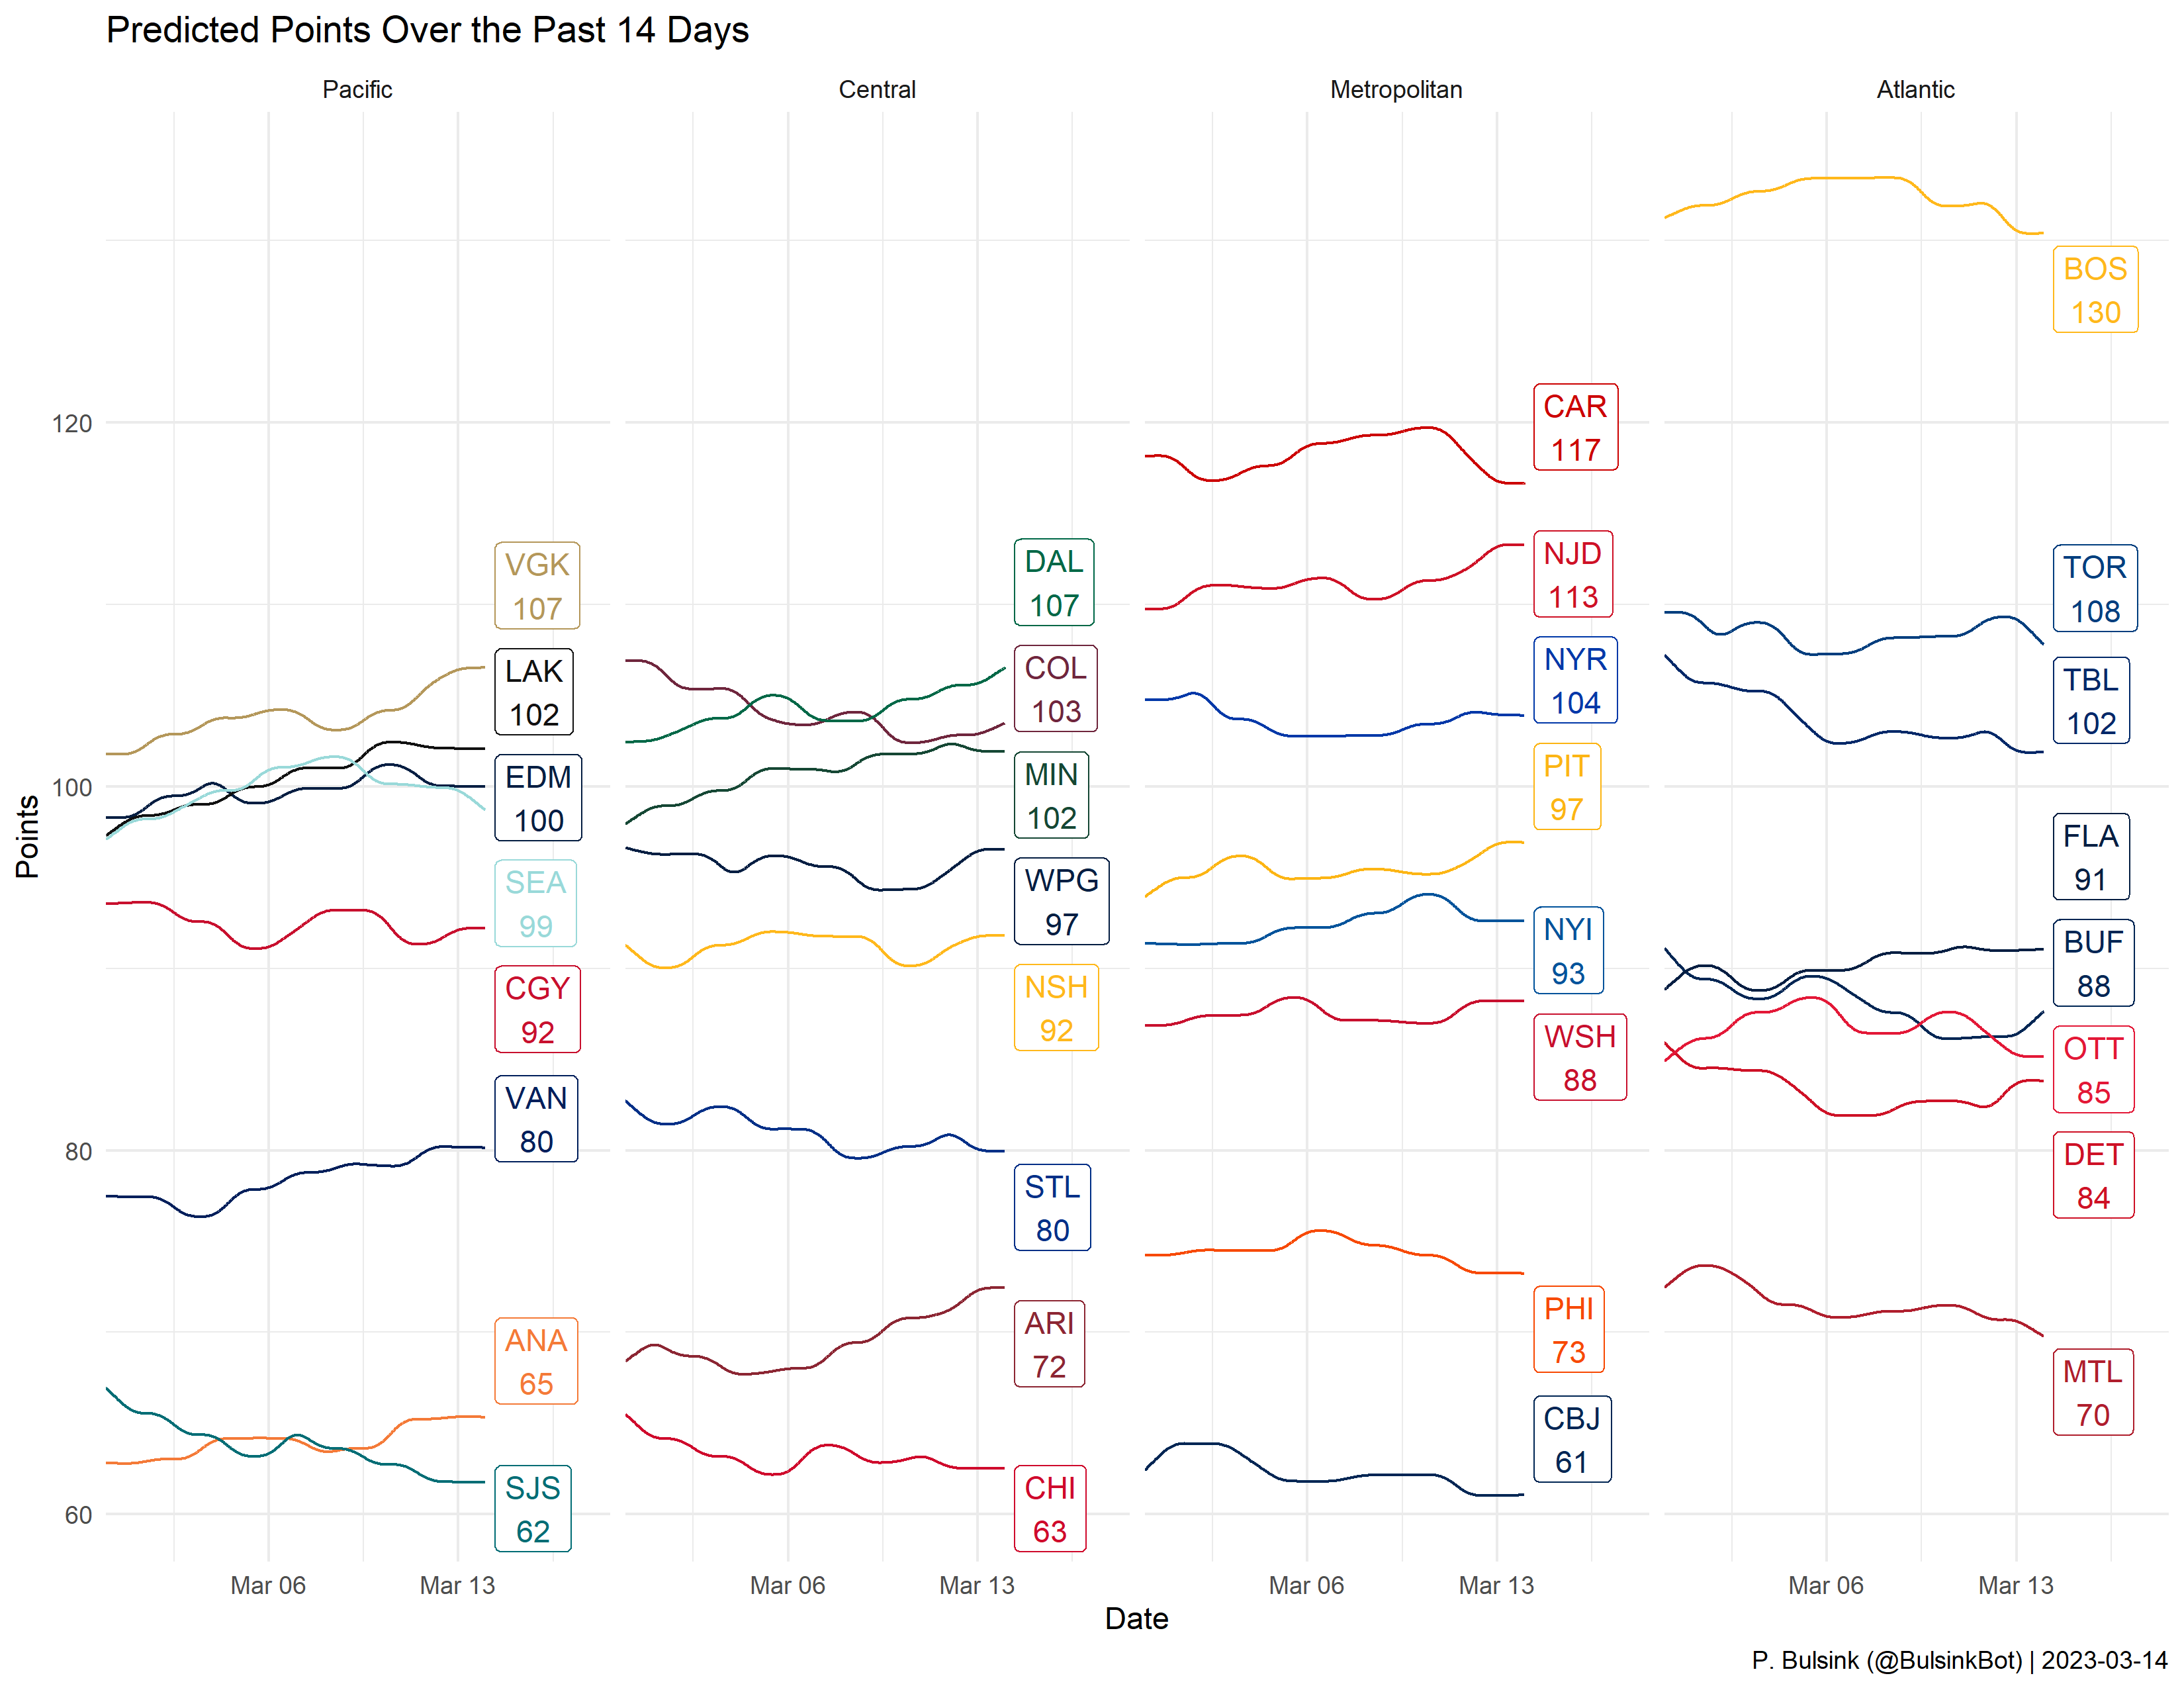 Predicted Points Over the Past 14 Days
Pacific
Central
Metropolitan
Atlantic
Points
120
100
80
60
VGK
107
LAK
102
EDM
100
SEA
99
CGY
92
VAN
80
ANA
65
SJS
62
DAL
107
COL
103
MIN
102
WPG
97
NSH
92
STL
80
ARI
72
CHI
63
CAR
117
NJD
113
NYR
104
PIT
97
NYI
93
WSH
88
PHI
73
CBJ
61
BOS
130
TOR
108
TBL
102
FLA
91
BUF
88
OTT
85
DET
84
MTL
70
Mar 06
Mar 13
Mar 06
Mar 13
Mar 06
Mar 13
Mar 06
Mar 13
Date
P. Bulsink (@BulsinkBot) | 2023-03-14